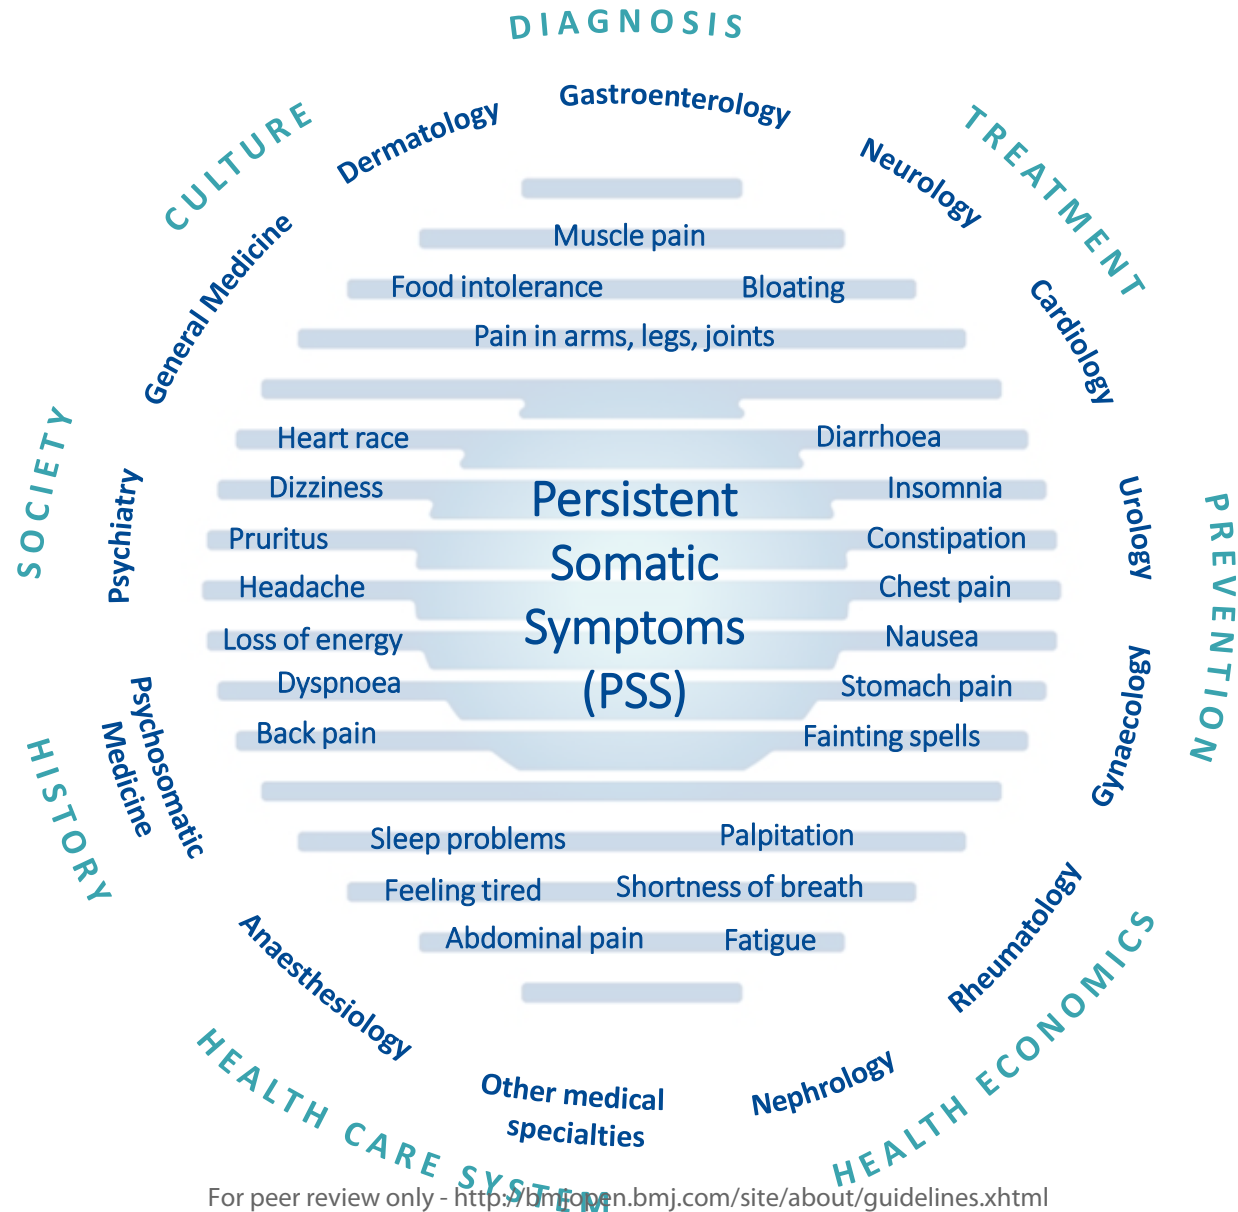 DIAGNOSIS
CULTURE
TREATMENT
SOCIETY
PREVENTION
HISTORY
HEALTH CARE SYSTEM
HEALTH ECONOMICS
Gastroenterology
Dermatology
Neurology
General Medicine
Cardiology
Psychiatry
Urology
Psychosomatic
Medicine
Gynaecology
Anaesthesiology
Rheumatology
Other medical
specialties
Nephrology
Muscle pain
Food intolerance
Bloating
Pain in arms, legs, joints
Heart race
Diarrhoea
Dizziness
Insomnia
Pruritus
Constipation
Headache
Chest pain
Loss of energy
Nausea
Dyspnoea
Stomach pain
Back pain
Fainting spells
Persistent
Somatic
Symptoms
(PSS)
Sleep problems
Palpitation
Feeling tired
Shortness of breath
Abdominal pain
Fatigue
For peer review only - http://bmjopen.bmj.com/site/about/guidelines.xhtml